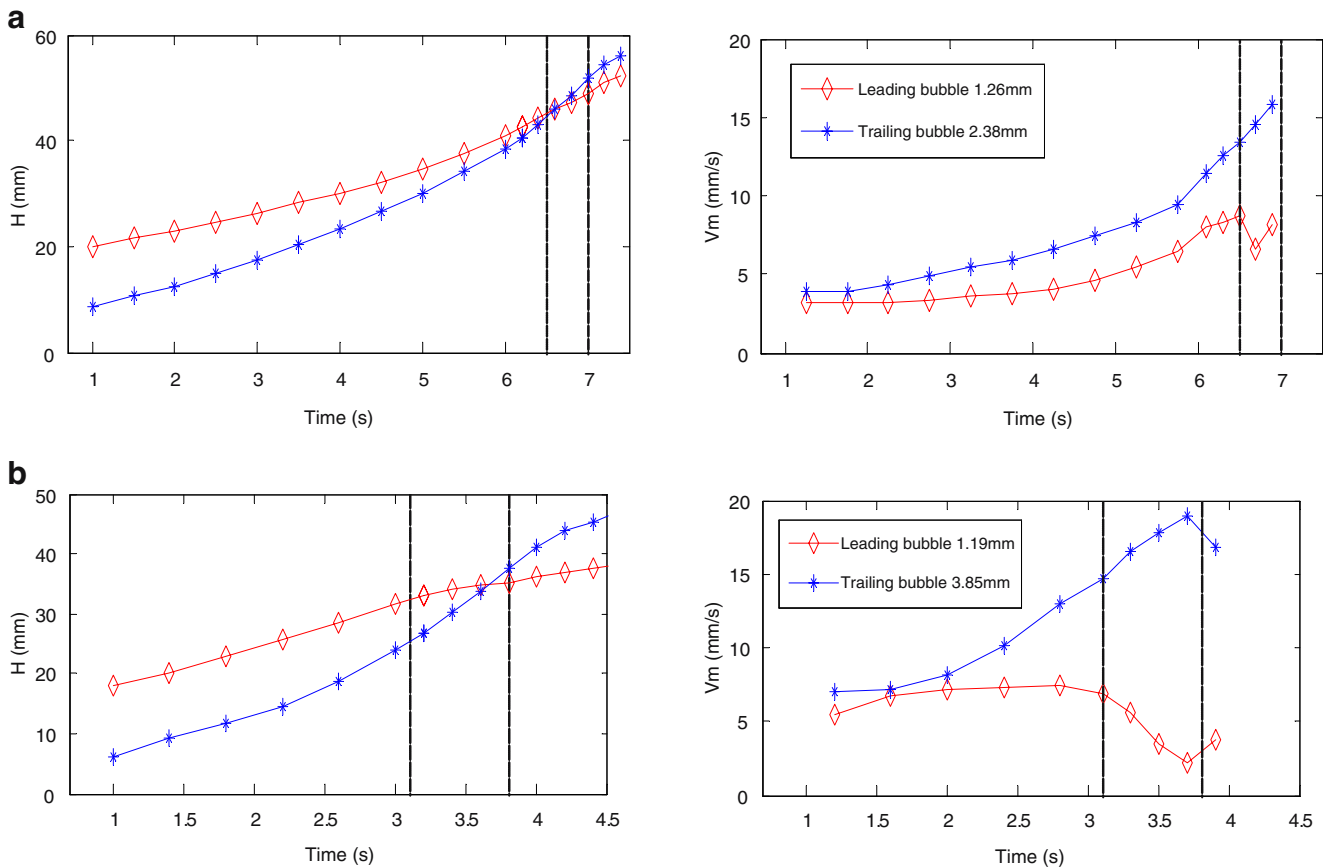 a
60
40
20
0
H (mm)
1 2 3 4 5 6 7
Time (s)
20
15
10
5
0
Vm (mm/s)
Leading bubble 1.26mm
Trailing bubble 2.38mm
1 2 3 4 5 6 7
Time (s)
b
50
40
30
20
10
0
H (mm)
1 1.5 2 2.5 3 3.5 4 4.5
Time (s)
20
15
10
5
0
Vm (mm/s)
Leading bubble 1.19mm
Trailing bubble 3.85mm
1 1.5 2 2.5 3 3.5 4 4.5
Time (s)